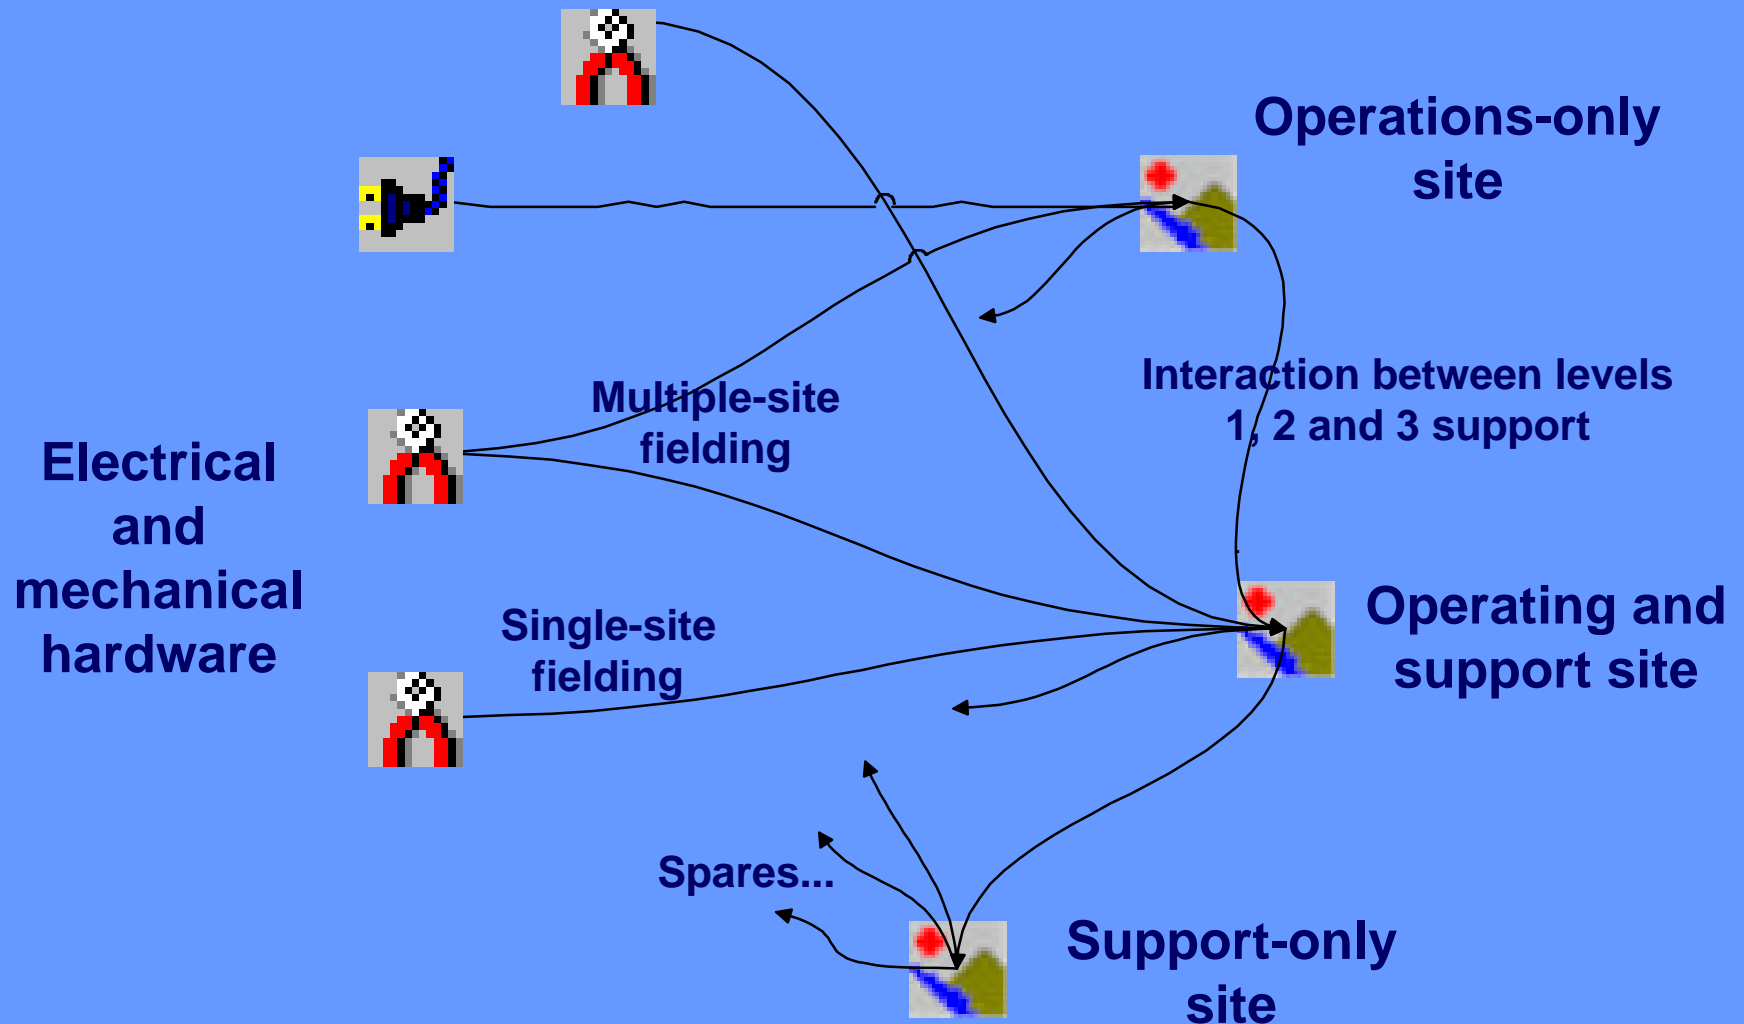 Operations-only
site
Interaction between levels
1, 2 and 3 support
Multiple-site
fielding
Electrical
and
mechanical
hardware
Single-site
fielding
Operating and
support site
Spares...
Support-only
site